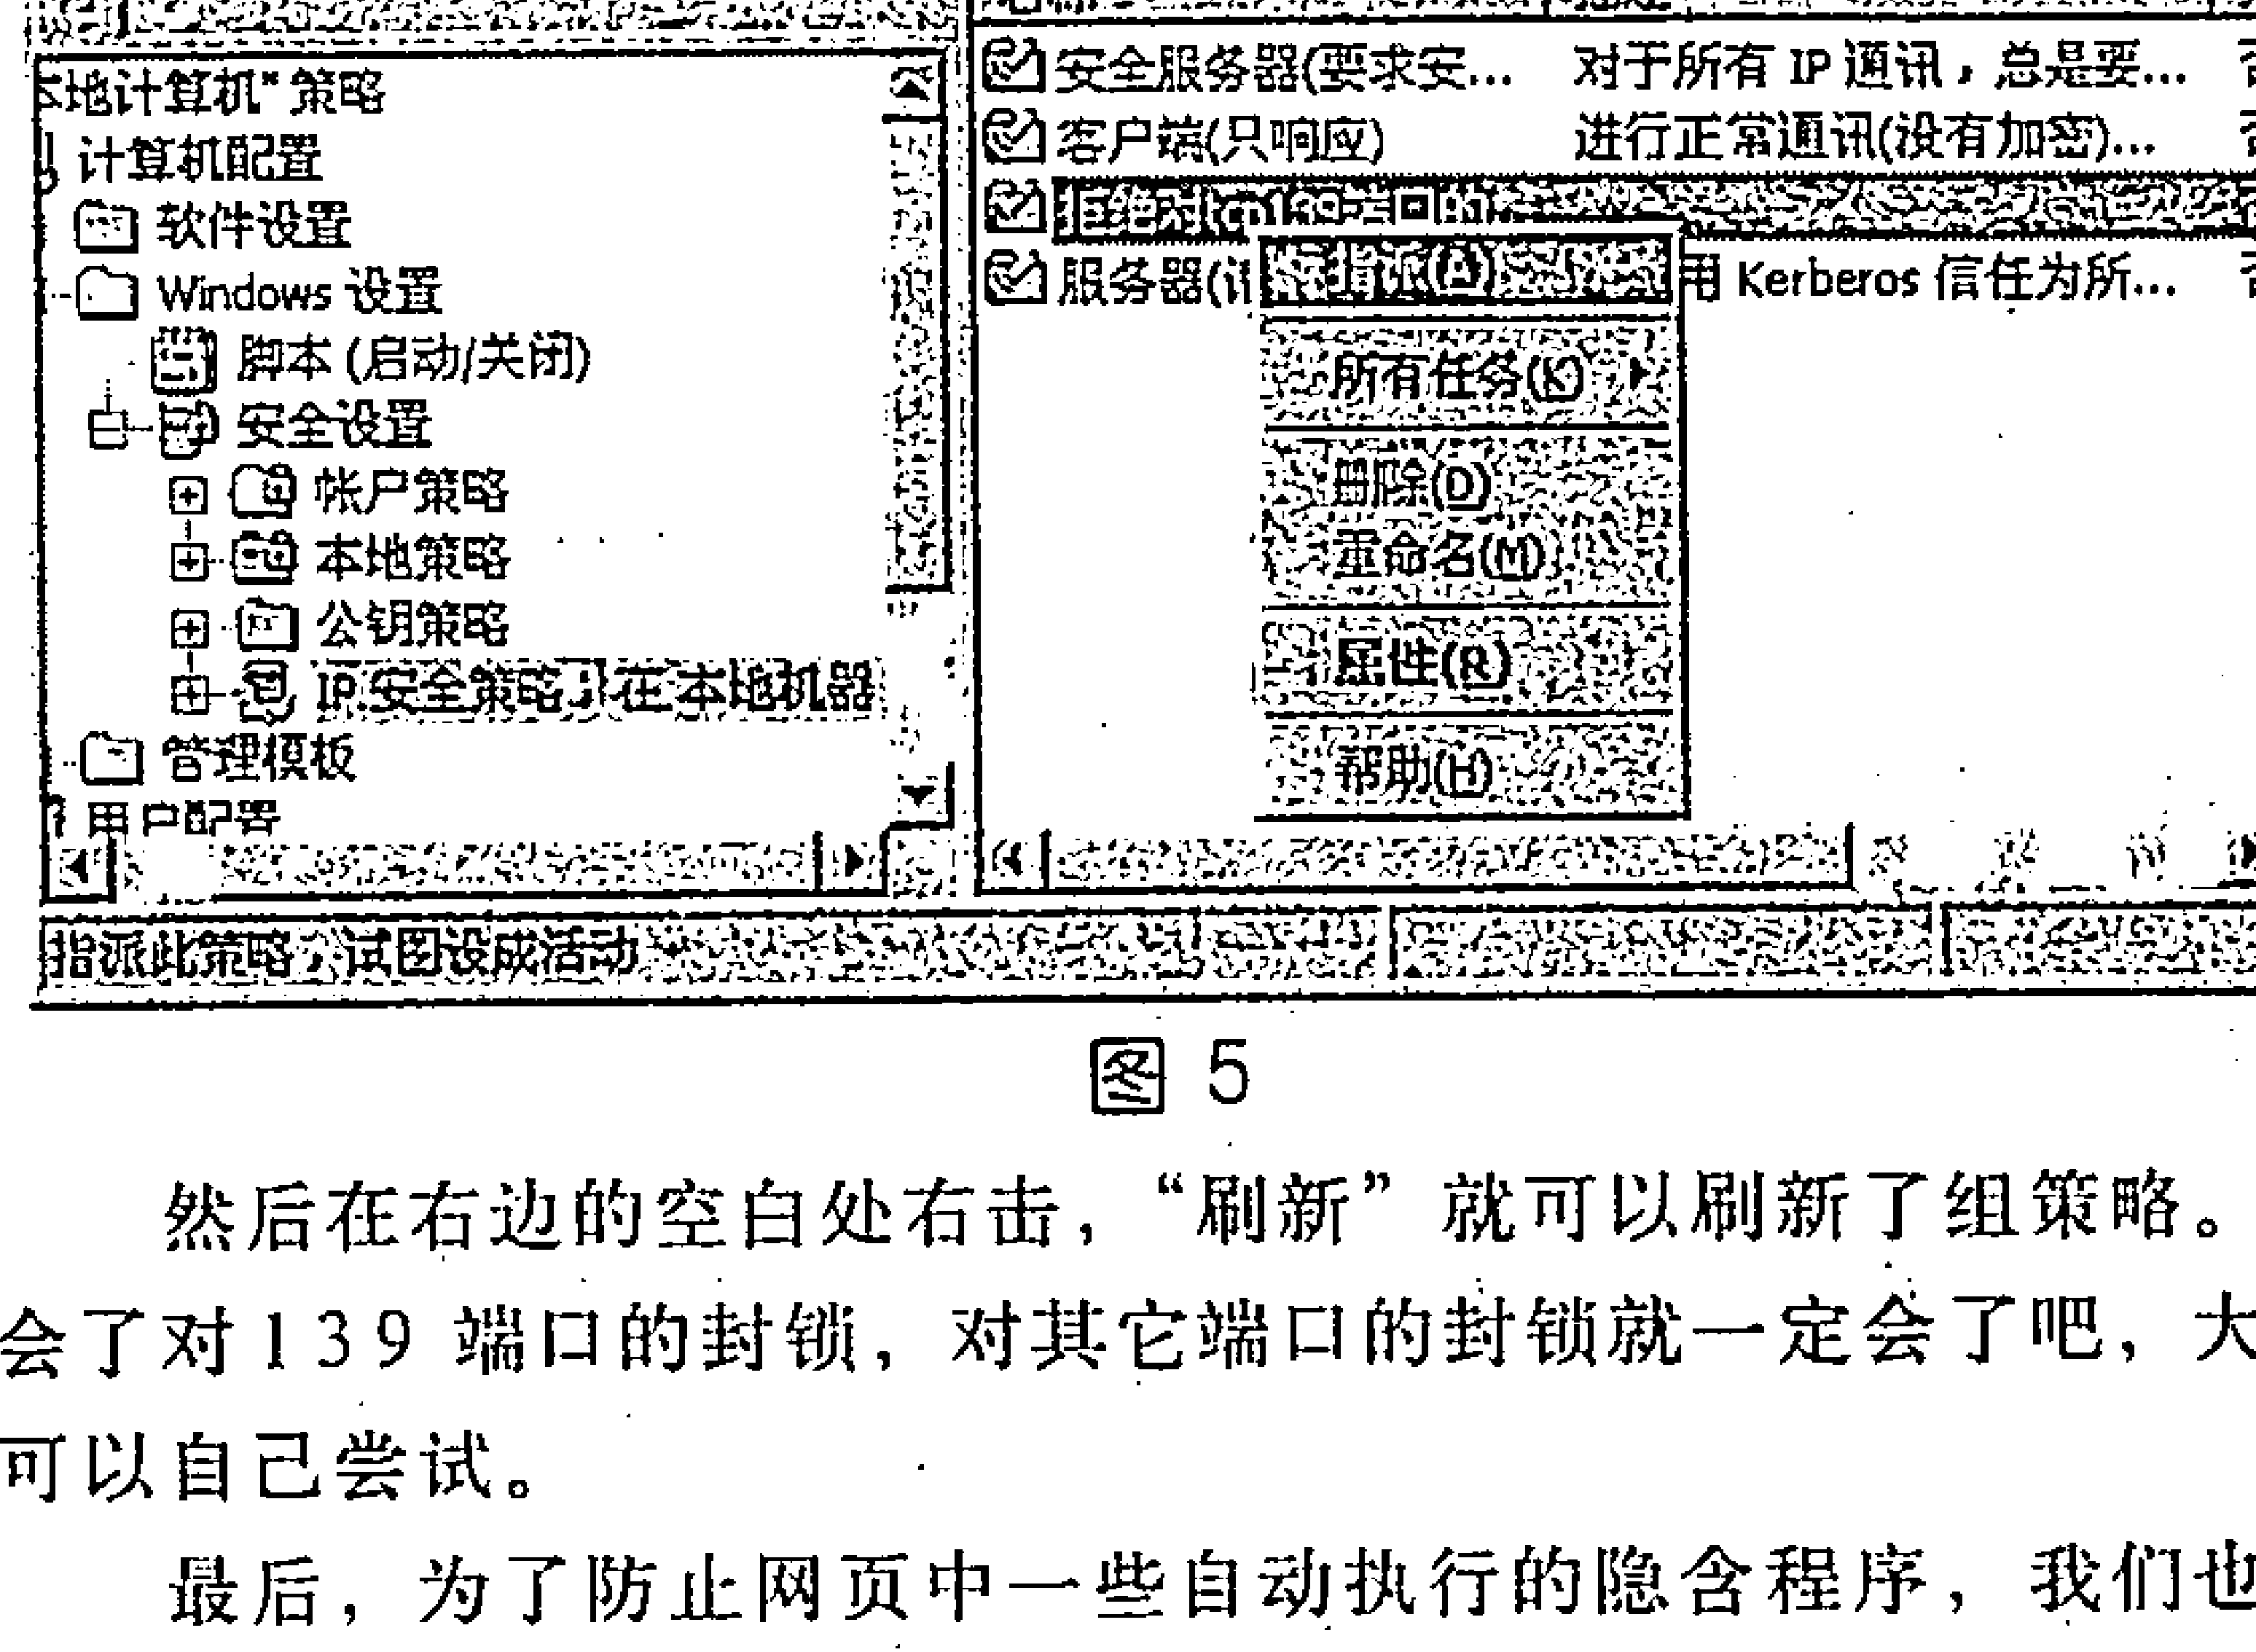 地计算机" 策略
计算机配置
软件设置
Windows 设置
脚本 (启动/关闭)
安全设置
帐户策略
本地策略
公钥策略
IP 安全策略，在 本地机器
管理模板
用户配置
安全服务器(要求安... 对于所有 IP 通讯，总是要...
客户端(只响应) 进行正常通讯(没有加密)...
拒绝对
服务器( 用 Kerberos 信任为所...
指派(A)
所有任务(K)
删除(D)
重命名(M)
属性(R)
帮助(H)
指派此策略，试图设成活动
图 5
然后在右边的空白处右击，“刷新”就可以刷新了组策略。
会了对139 端口的封锁，对其它端口的封锁就一定会了吧，大
可以自己尝试。
最后，为了防止网页中一些自动执行的隐含程序，我们也